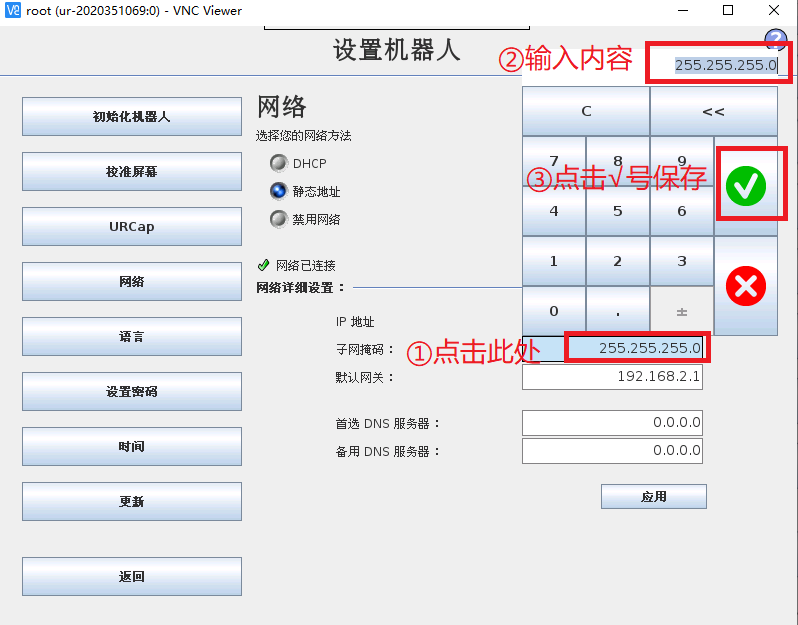 root (ur-2020351069:0) - VNC Viewer
设置机器人
?
②输入内容
255.255.255.0
初始化机器人
校准屏幕
URCap
网络
语言
设置密码
时间
更新
返回
网络
选择您的网络方法
DHCP
静态地址
禁用网络
网络已连接
网络详细设置：
IP 地址
子网掩码：
①点击此处
255.255.255.0
默认网关：
192.168.2.1
首选 DNS 服务器：
0.0.0.0
备用 DNS 服务器：
0.0.0.0
应用
C
<<
7 8 9
③点击√号保存
4 5 6
1 2 3
0 . ±